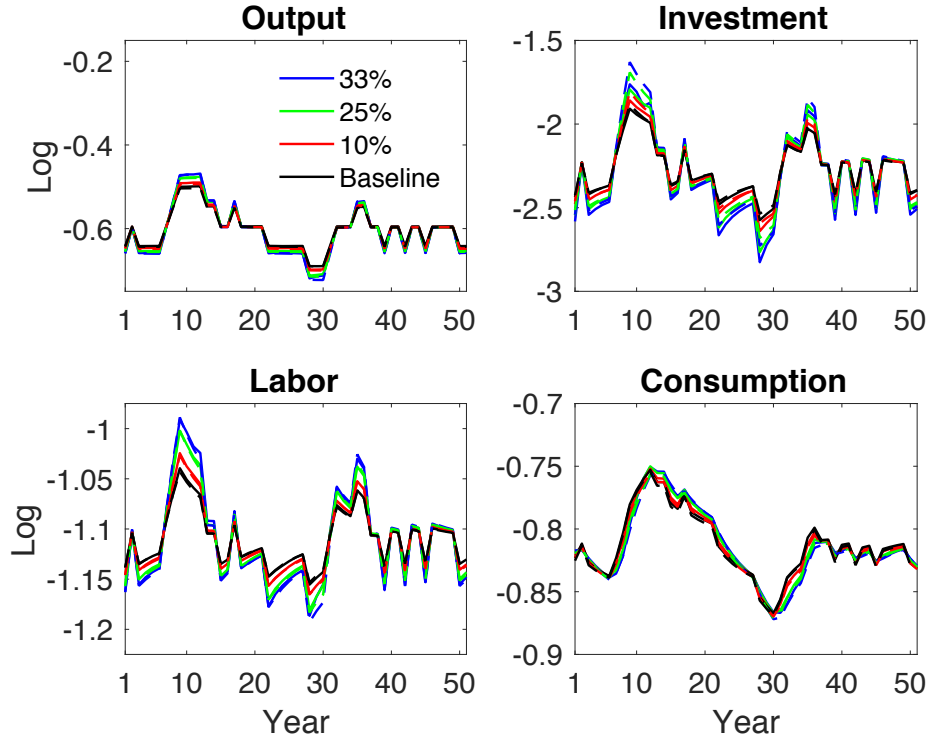 Output
-0.2
-0.4
-0.6
Log
33%
25%
10%
Baseline
1 10 20 30 40 50
Investment
-1.5
-2
-2.5
-3
1 10 20 30 40 50
Labor
-1
-1.05
-1.1
-1.15
-1.2
Log
1 10 20 30 40 50
Year
Consumption
-0.7
-0.75
-0.8
-0.85
-0.9
1 10 20 30 40 50
Year